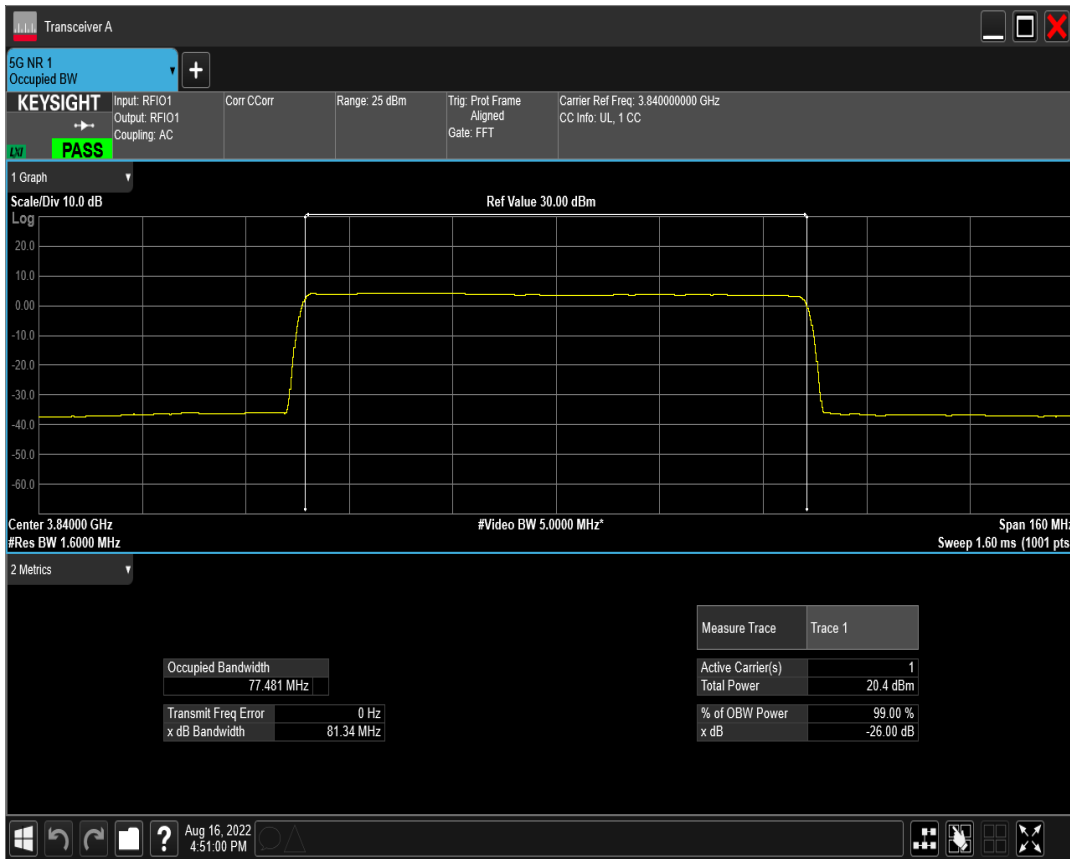 Transceiver A
5G NR 1
Occupied BW
+
KEYSIGHT
LXI
PASS
Input: RFIO1
Output: RFIO1
Coupling: AC
Corr CCorr
Range: 25 dBm
Trig: Prot Frame
Aligned
Gate: FFT
Carrier Ref Freq: 3.840000000 GHz
CC Info: UL, 1 CC
1 Graph
Scale/Div 10.0 dB
Ref Value 30.00 dBm
Log
20.0
10.0
0.00
-10.0
-20.0
-30.0
-40.0
-50.0
-60.0
Center 3.84000 GHz
#Video BW 5.0000 MHz*
Span 160 MHz
#Res BW 1.6000 MHz
Sweep 1.60 ms (1001 pts
2 Metrics
Measure Trace Trace 1
Occupied Bandwidth
77.481 MHz
Active Carrier(s) 1
Total Power 20.4 dBm
Transmit Freq Error 0 Hz
x dB Bandwidth 81.34 MHz
% of OBW Power 99.00 %
x dB -26.00 dB
?
Aug 16, 2022
4:51:00 PM